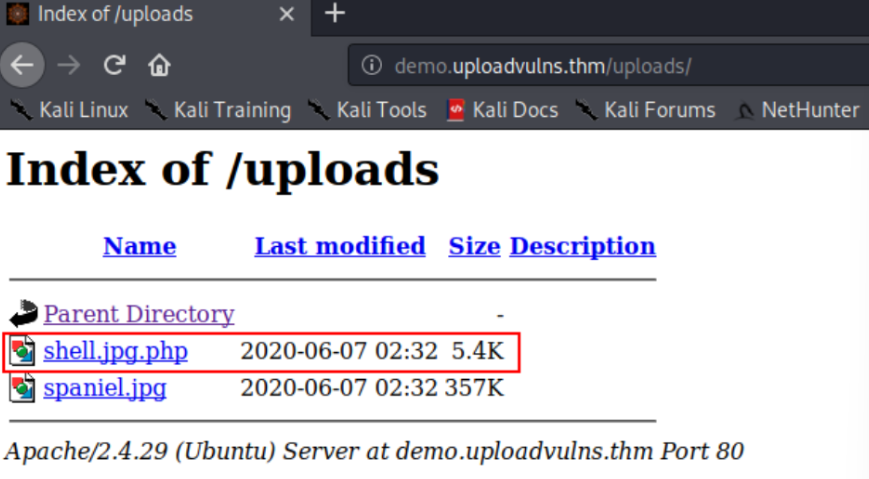 Index of /uploads
demo.uploadvulns.thm/uploads/
Kali Linux Kali Training Kali Tools Kali Docs Kali Forums NetHunter
Index of /uploads
Name Last modified Size Description
Parent Directory -
shell.jpg.php 2020-06-07 02:32 5.4K
spaniel.jpg 2020-06-07 02:32 357K
Apache/2.4.29 (Ubuntu) Server at demo.uploadvulns.thm Port 80